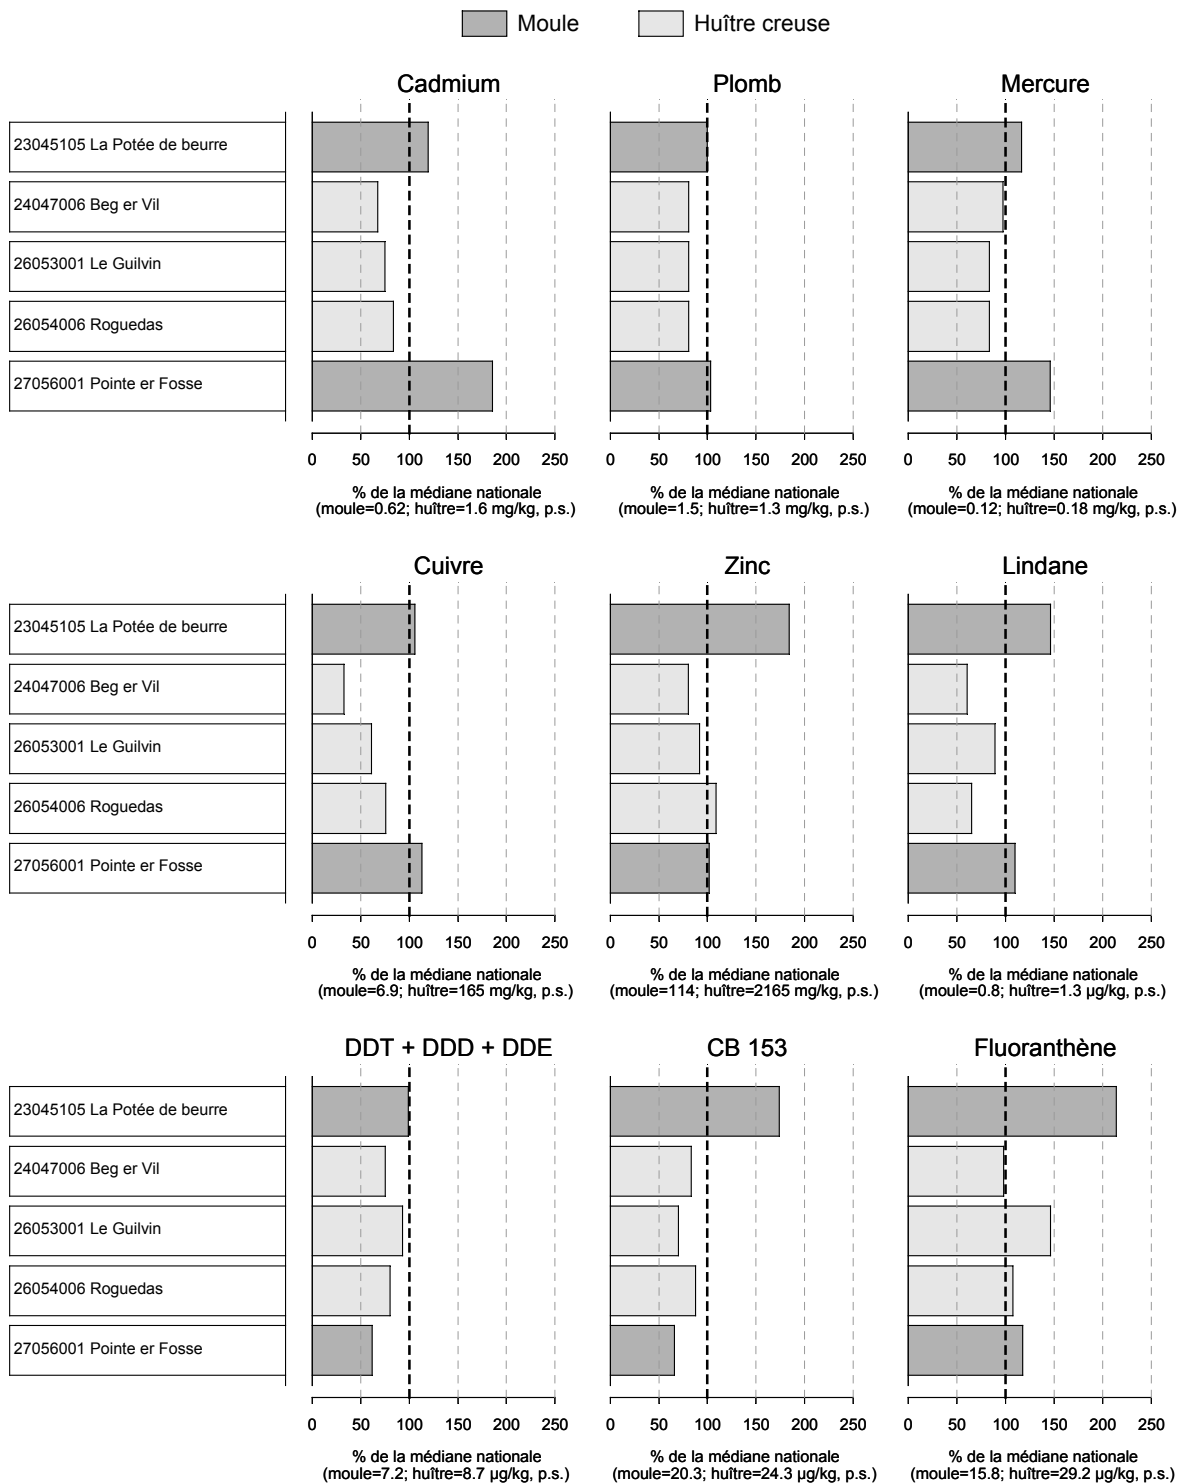 Moule Huître creuse
Cadmium Plomb Mercure
23045105 La Potée de beurre
24047006 Beg er Vil
26053001 Le Guilvin
26054006 Roguedas
27056001 Pointe er Fosse
0 50 100 150 200 250 0 50 100 150 200 250 0 50 100 150 200 250
% de la médiane nationale % de la médiane nationale % de la médiane nationale
(moule=0.62; huître=1.6 mg/kg, p.s.) (moule=1.5; huître=1.3 mg/kg, p.s.) (moule=0.12; huître=0.18 mg/kg, p.s.)
Cuivre Zinc Lindane
23045105 La Potée de beurre
24047006 Beg er Vil
26053001 Le Guilvin
26054006 Roguedas
27056001 Pointe er Fosse
0 50 100 150 200 250 0 50 100 150 200 250 0 50 100 150 200 250
% de la médiane nationale % de la médiane nationale % de la médiane nationale
(moule=6.9; huître=165 mg/kg, p.s.) (moule=114; huître=2165 mg/kg, p.s.) (moule=0.8; huître=1.3 µg/kg, p.s.)
DDT + DDD + DDE CB 153 Fluoranthène
23045105 La Potée de beurre
24047006 Beg er Vil
26053001 Le Guilvin
26054006 Roguedas
27056001 Pointe er Fosse
0 50 100 150 200 250 0 50 100 150 200 250 0 50 100 150 200 250
% de la médiane nationale % de la médiane nationale % de la médiane nationale
(moule=7.2; huître=8.7 µg/kg, p.s.) (moule=20.3; huître=24.3 µg/kg, p.s.) (moule=15.8; huître=29.2 µg/kg, p.s.)